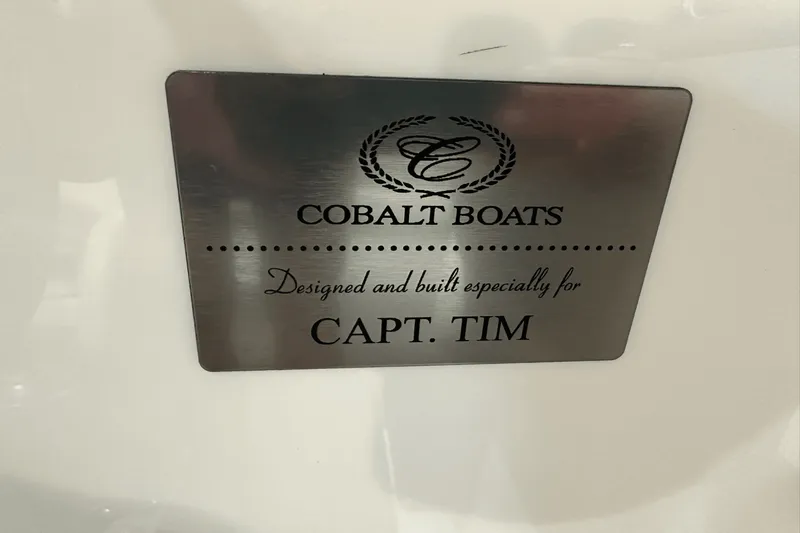 C
COBALT BOATS
Designed and built especially for
CAPT. TIM